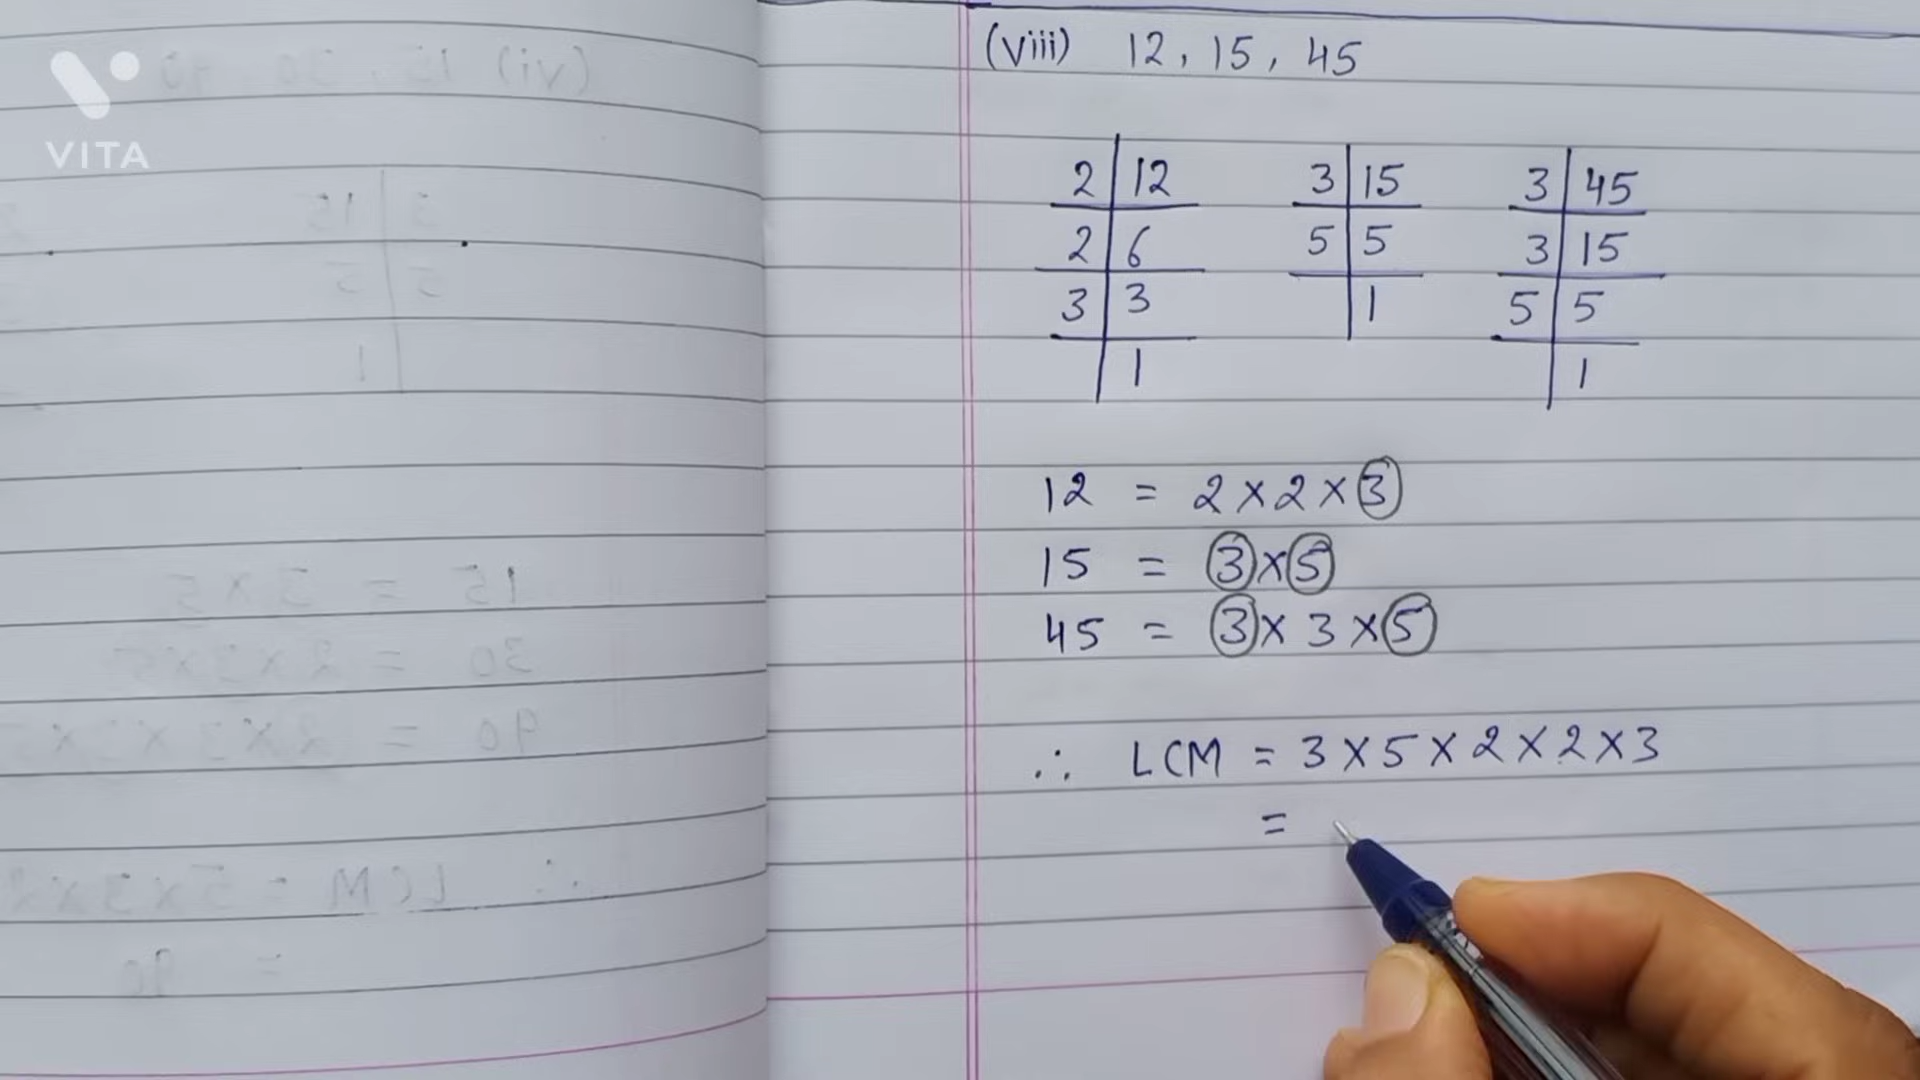 VITA
(viii) 12, 15, 45
2 | 12
2 | 6
3 | 3
1
3 | 15
5 | 5
1
3 | 45
3 | 15
5 | 5
1
12 = 2 × 2 × 3
15 = 3 × 5
45 = 3 × 3 × 5
∴ LCM = 3 × 5 × 2 × 2 × 3
=